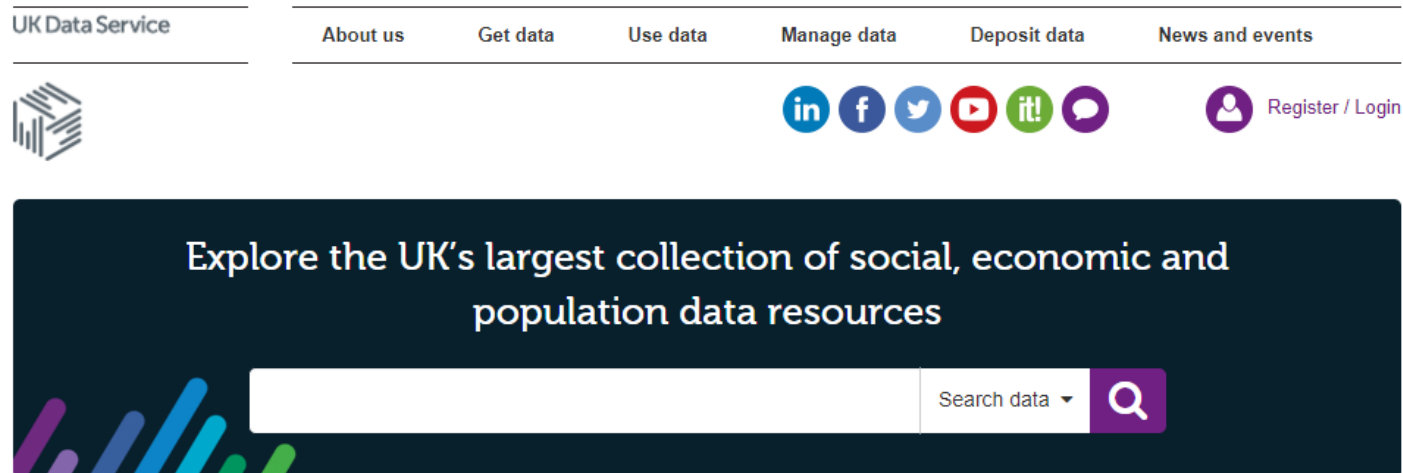 UK Data Service
About us Get data Use data Manage data Deposit data News and events
in f it! Register / Login
Explore the UK's largest collection of social, economic and
population data resources
Search data